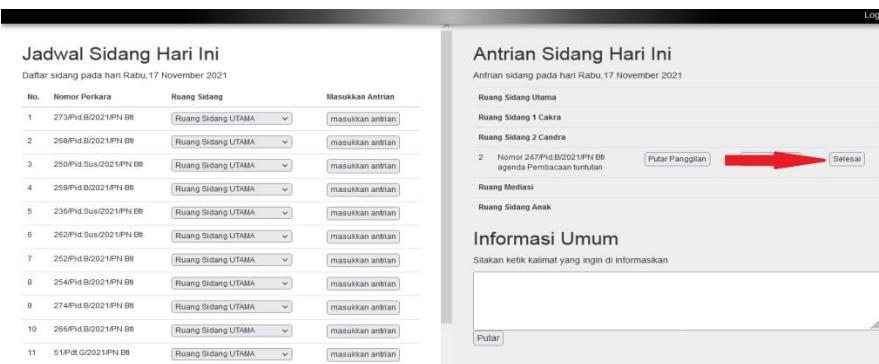 Log
Jadwal Sidang Hari Ini
Daftar sidang pada hari Rabu,17 November 2021
No. Nomor Perkara Ruang Sidang Masukkan Antrian
1 273/Pid.B/2021/PN Btl Ruang Sidang UTAMA masukkan antrian
2 268/Pid.B/2021/PN Btl Ruang Sidang UTAMA masukkan antrian
3 250/Pid.Sus/2021/PN Btl Ruang Sidang UTAMA masukkan antrian
4 259/Pid.B/2021/PN Btl Ruang Sidang UTAMA masukkan antrian
5 236/Pid.Sus/2021/PN Btl Ruang Sidang UTAMA masukkan antrian
6 262/Pid.Sus/2021/PN Btl Ruang Sidang UTAMA masukkan antrian
7 252/Pid.B/2021/PN Btl Ruang Sidang UTAMA masukkan antrian
8 254/Pid.B/2021/PN Btl Ruang Sidang UTAMA masukkan antrian
9 274/Pid.B/2021/PN Btl Ruang Sidang UTAMA masukkan antrian
10 266/Pid.B/2021/PN Btl Ruang Sidang UTAMA masukkan antrian
11 51/Pdt.G/2021/PN Btl Ruang Sidang UTAMA masukkan antrian
Antrian Sidang Hari Ini
Antrian sidang pada hari Rabu,17 November 2021
Ruang Sidang Utama
Ruang Sidang 1 Cakra
Ruang Sidang 2 Candra
2 Nomor 247/Pid.B/2021/PN Btl Putar Panggilan Selesai
agenda Pembacaan tuntutan
Ruang Mediasi
Ruang Sidang Anak
Informasi Umum
Silakan ketik kalimat yang ingin di informasikan
Putar